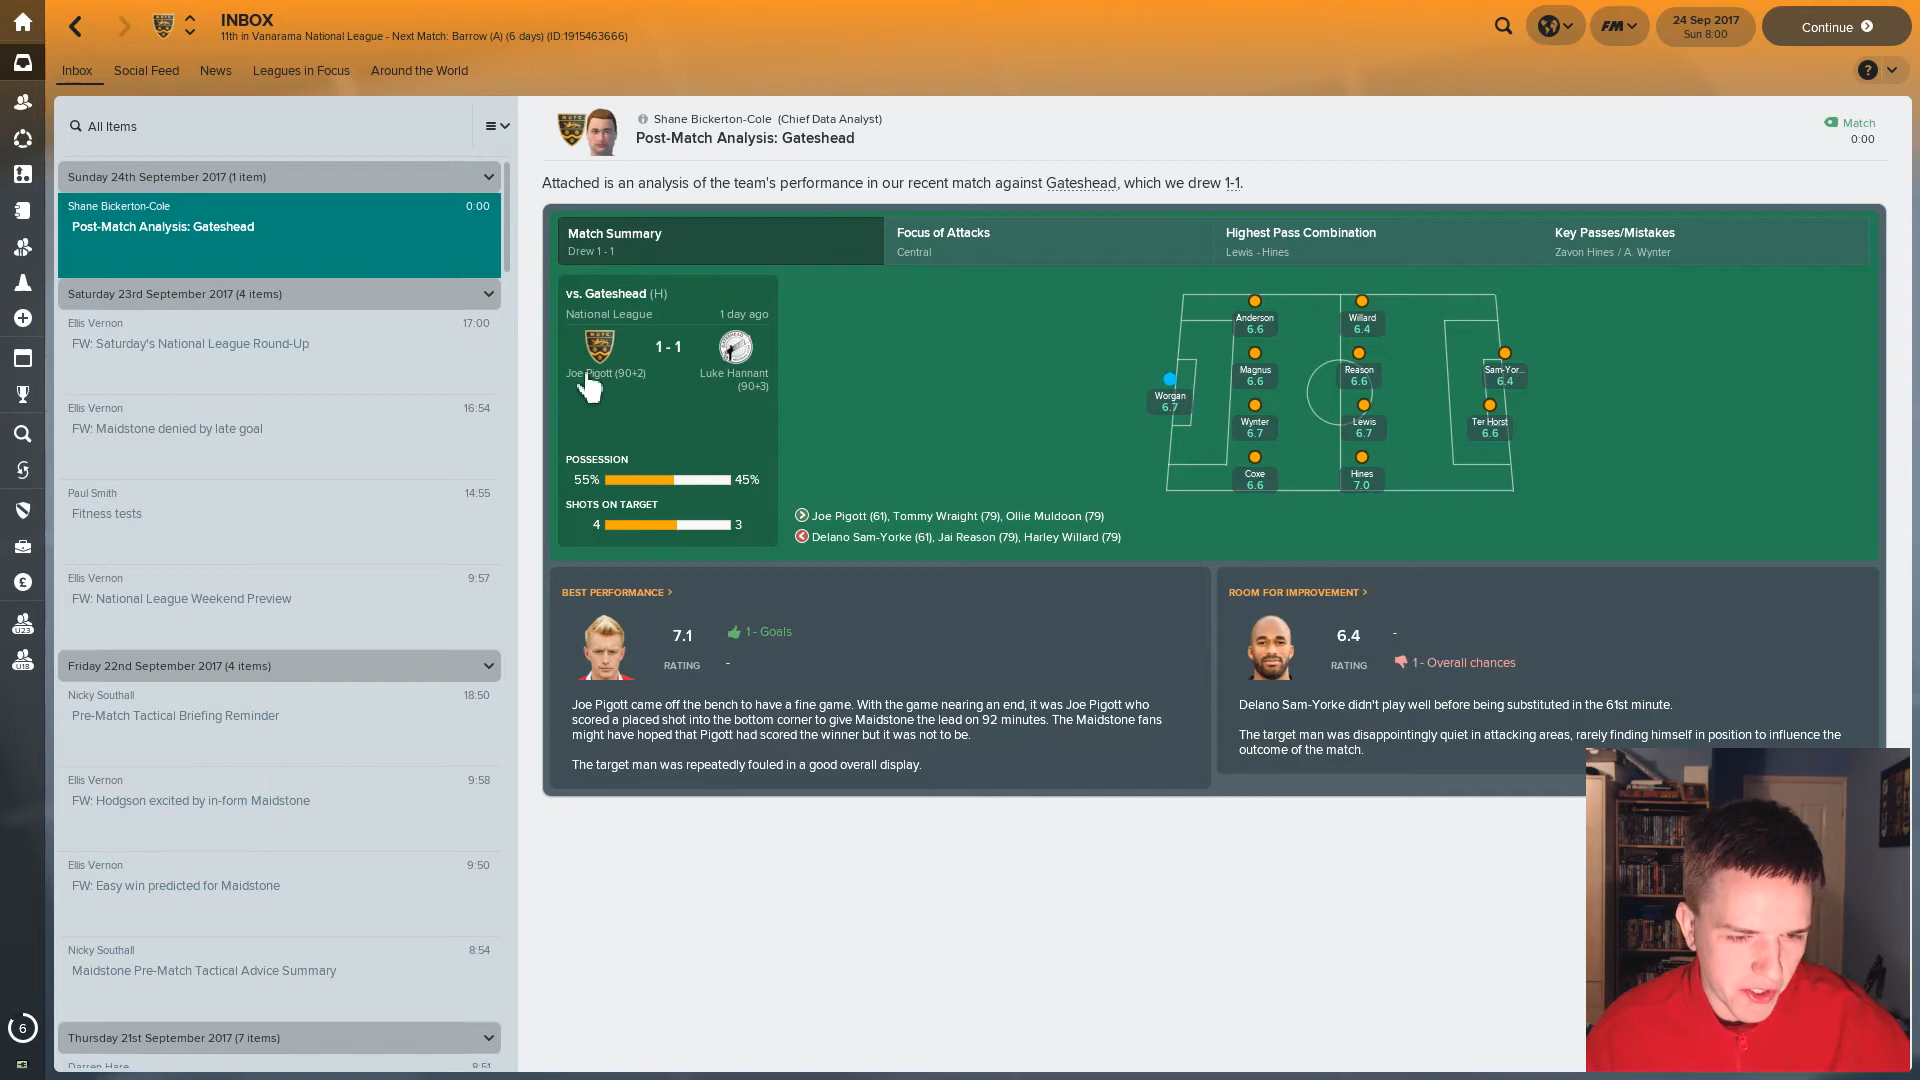 INBOX
11th in Vanarama National League - Next Match: Barrow (A) (6 days) (ID:1915463666)
FM
24 Sep 2017
Sun 8:00
Continue
Inbox
Social Feed
News
Leagues in Focus
Around the World
?
All Items
Sunday 24th September 2017 (1 item)
Shane Bickerton-Cole 0:00
Post-Match Analysis: Gateshead
Saturday 23rd September 2017 (4 items)
Ellis Vernon 17:00
FW: Saturday's National League Round-Up
Ellis Vernon 16:54
FW: Maidstone denied by late goal
Paul Smith 14:55
Fitness tests
Ellis Vernon 9:57
FW: National League Weekend Preview
Friday 22nd September 2017 (4 items)
Nicky Southall 18:50
Pre-Match Tactical Briefing Reminder
Ellis Vernon 9:58
FW: Hodgson excited by in-form Maidstone
Ellis Vernon 9:50
FW: Easy win predicted for Maidstone
Nicky Southall 8:54
Maidstone Pre-Match Tactical Advice Summary
Thursday 21st September 2017 (7 items)
Darren Hare 8:51
U23
U18
6
Shane Bickerton-Cole (Chief Data Analyst)
Post-Match Analysis: Gateshead
Match
0:00
Attached is an analysis of the team's performance in our recent match against Gateshead, which we drew 1-1.
Match Summary
Drew 1 - 1
Focus of Attacks
Central
Highest Pass Combination
Lewis - Hines
Key Passes/Mistakes
Zavon Hines / A. Wynter
vs. Gateshead (H)
National League 1 day ago
1 - 1
Joe Pigott (90+2)
Luke Hannant
(90+3)
POSSESSION
55% 45%
SHOTS ON TARGET
4 3
Anderson
6.6
Willard
6.4
Magnus
6.6
Reason
6.6
Sam-Yor...
6.4
Worgan
6.7
Wynter
6.7
Lewis
6.7
Ter Horst
6.6
Coxe
6.6
Hines
7.0
Joe Pigott (61), Tommy Wraight (79), Ollie Muldoon (79)
Delano Sam-Yorke (61), Jai Reason (79), Harley Willard (79)
BEST PERFORMANCE >
7.1
RATING
1 - Goals
-
Joe Pigott came off the bench to have a fine game. With the game nearing an end, it was Joe Pigott who
scored a placed shot into the bottom corner to give Maidstone the lead on 92 minutes. The Maidstone fans
might have hoped that Pigott had scored the winner but it was not to be.
The target man was repeatedly fouled in a good overall display.
ROOM FOR IMPROVEMENT >
6.4
RATING
-
1 - Overall chances
Delano Sam-Yorke didn't play well before being substituted in the 61st minute.
The target man was disappointingly quiet in attacking areas, rarely finding himself in position to influence the
outcome of the match.